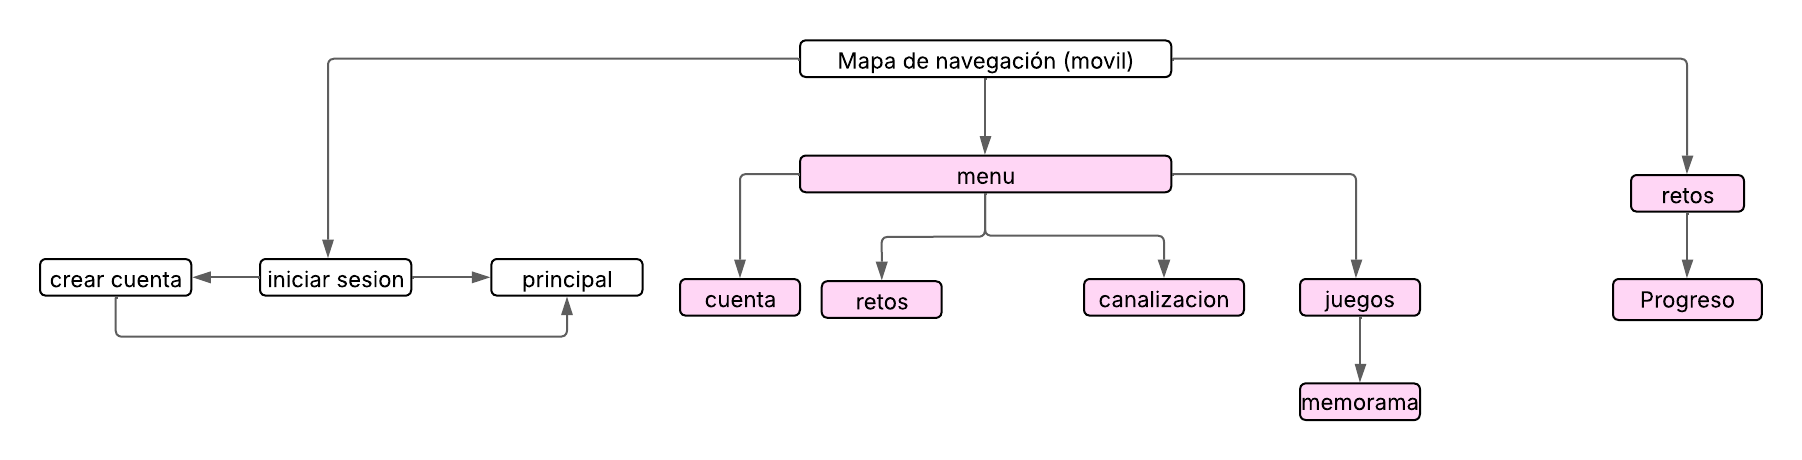 Mapa de navegación (movil)
menu
retos
crear cuenta
iniciar sesion
principal
cuenta
retos
canalizacion
juegos
Progreso
memorama